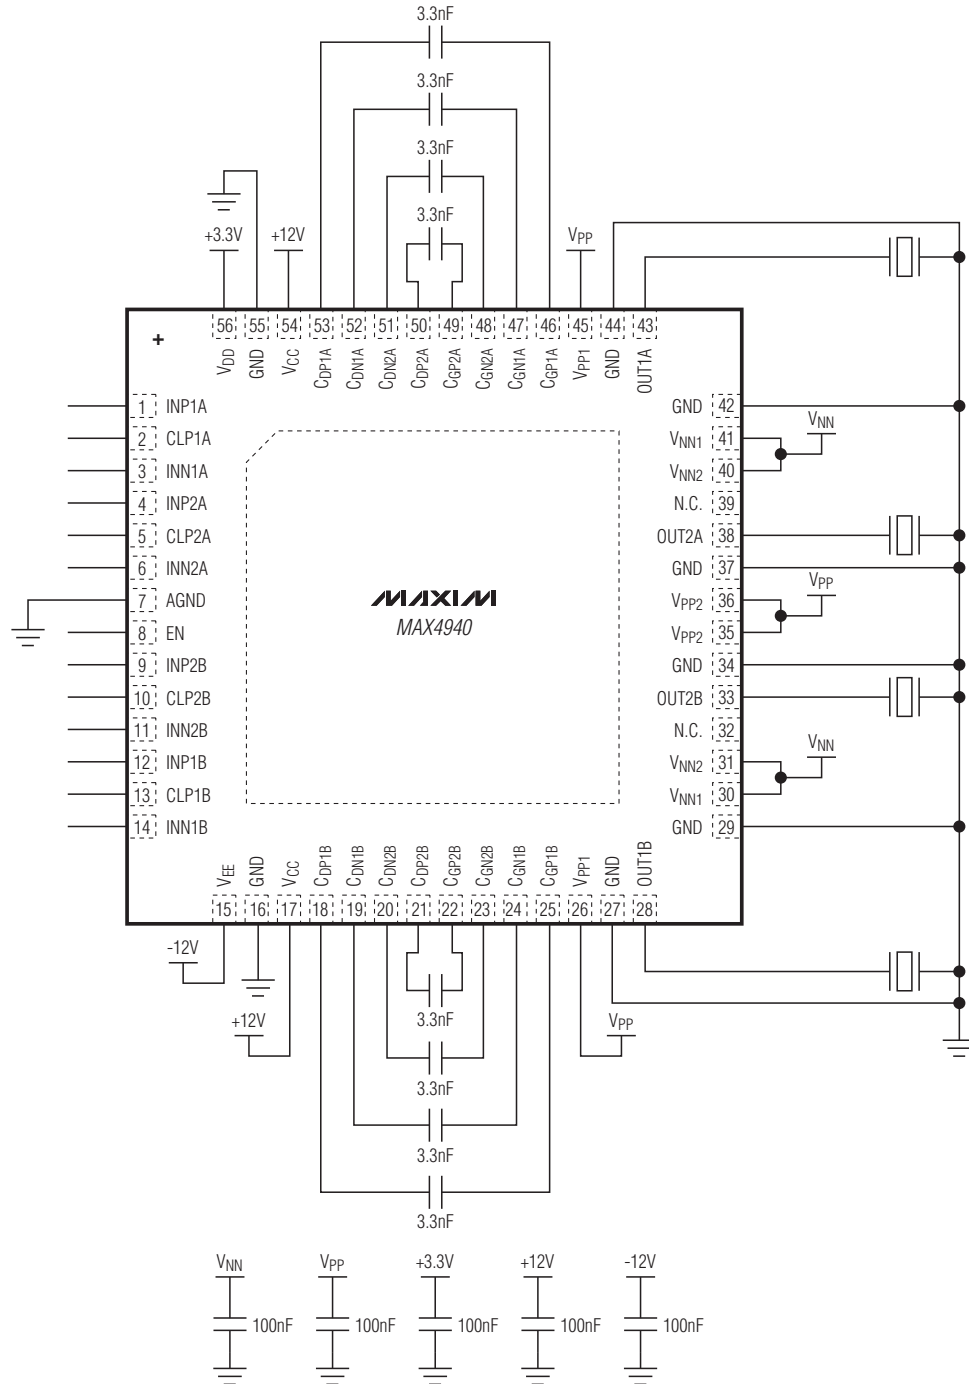 3.3nF
3.3nF
3.3nF
3.3nF
+3.3V
+12V
VPP
56 55 54 53 52 51 50 49 48 47 46 45 44 43
VDD GND VCC CDP1A CDN1A CDN2A CDP2A CGP2A CGN2A CGN1A CGP1A VPP1 GND OUT1A
+
1 INP1A
2 CLP1A
3 INN1A
4 INP2A
5 CLP2A
6 INN2A
7 AGND
8 EN
9 INP2B
10 CLP2B
11 INN2B
12 INP1B
13 CLP1B
14 INN1B
MAXIM
MAX4940
GND 42
VNN1 41
VNN
VNN2 40
N.C. 39
OUT2A 38
GND 37
VPP2 36
VPP
VPP2 35
GND 34
OUT2B 33
N.C. 32
VNN2 31
VNN
VNN1 30
GND 29
VEE GND VCC CDP1B CDN1B CDN2B CDP2B CGP2B CGN2B CGN1B CGP1B VPP1 GND OUT1B
15 16 17 18 19 20 21 22 23 24 25 26 27 28
-12V
+12V
VPP
3.3nF
3.3nF
3.3nF
3.3nF
VNN VPP +3.3V +12V -12V
100nF 100nF 100nF 100nF 100nF